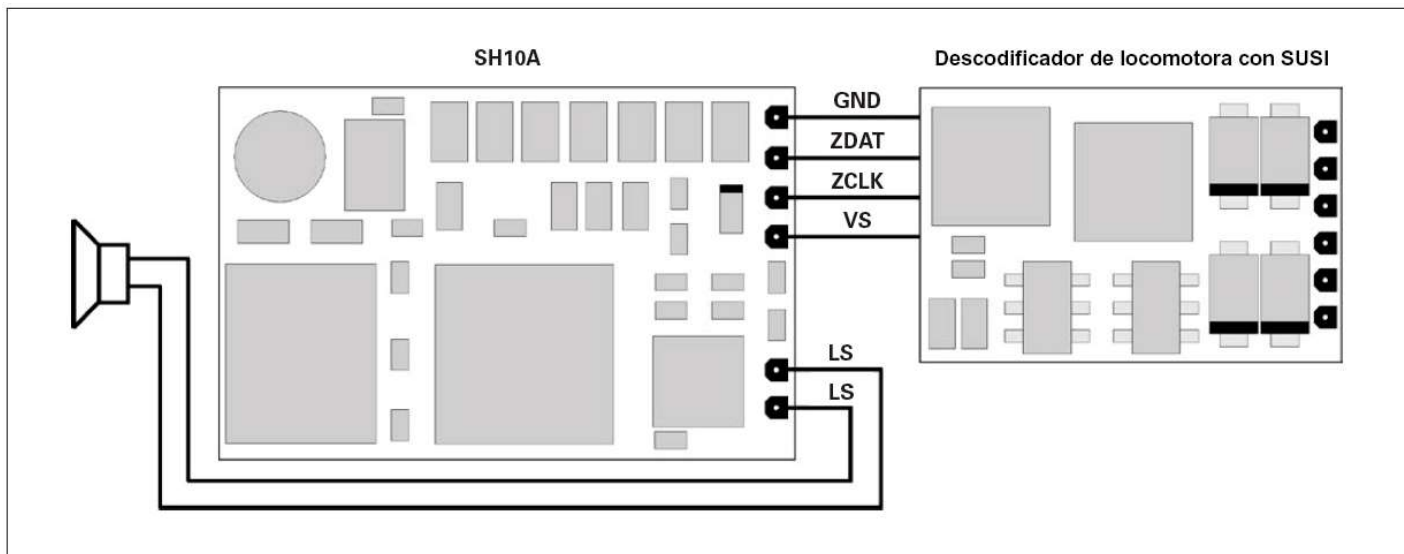 SH10A
Descodificador de locomotora con SUSI
GND
ZDAT
ZCLK
VS
LS
LS